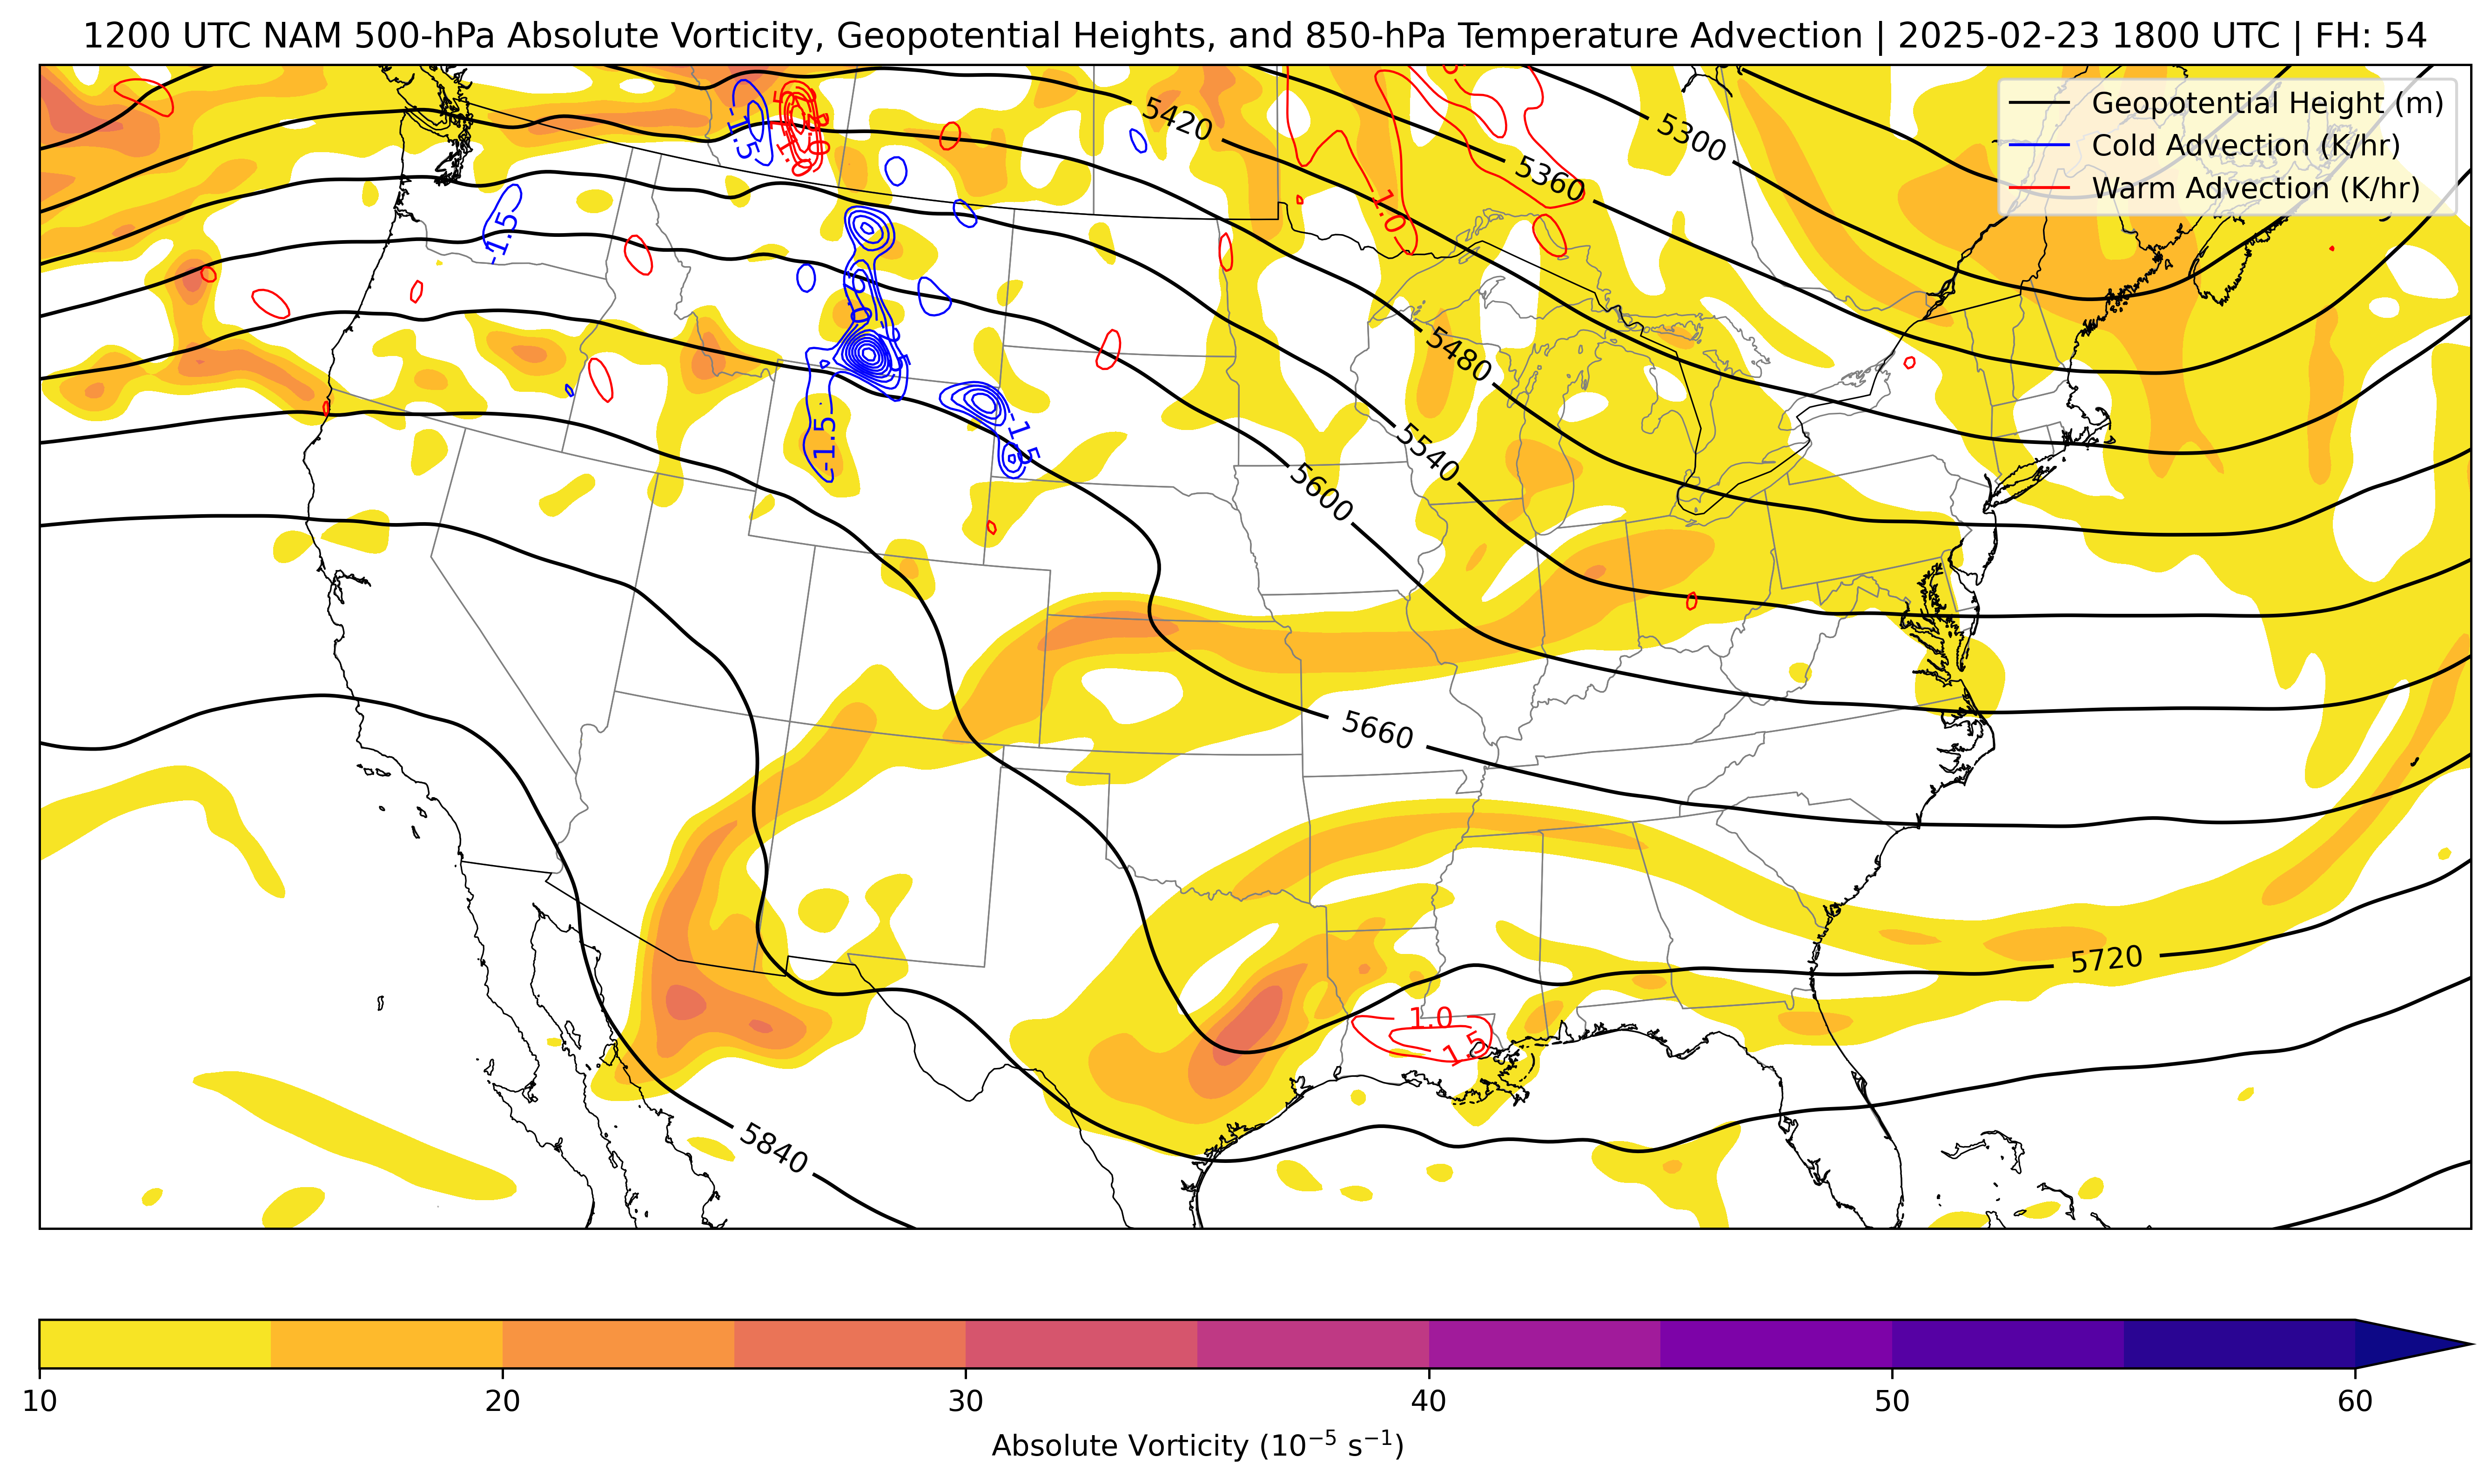 1200 UTC NAM 500-hPa Absolute Vorticity, Geopotential Heights, and 850-hPa Temperature Advection | 2025-02-23 1800 UTC | FH: 54
Geopotential Height (m)
Cold Advection (K/hr)
Warm Advection (K/hr)
5420
5300
5360
-1.5
-1.0
-1.5
5480
5540
-1.5
-1.5
5600
5660
5720
1.0
1.5
5840
10 20 30 40 50 60
Absolute Vorticity (10⁻⁵ s⁻¹)